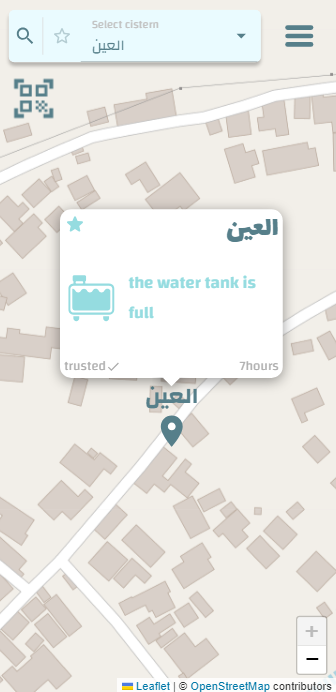 Select cistern
العين
العين
the water tank is
full
trusted
7hours
العين
+
−
Leaflet | © OpenStreetMap contributors